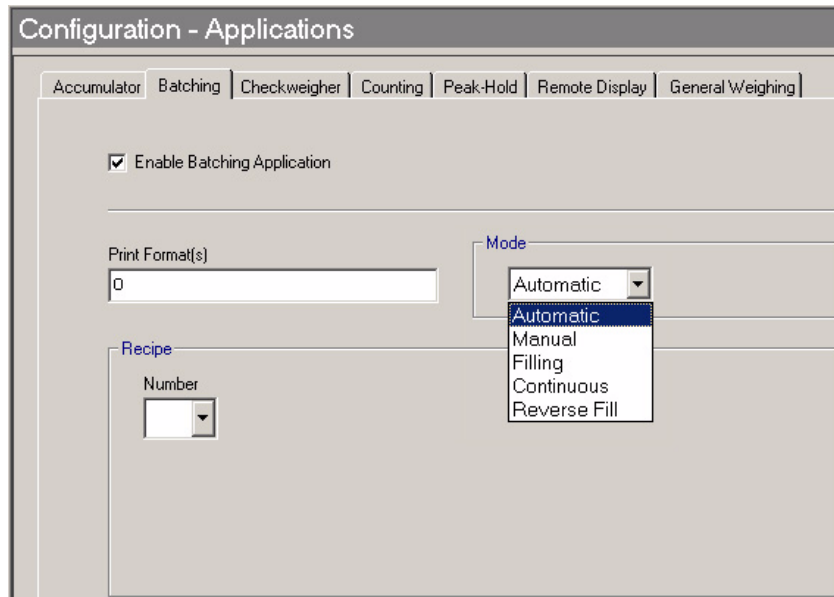 Configuration - Applications
Accumulator Batching Checkweigher Counting Peak-Hold Remote Display General Weighing
Enable Batching Application
Print Format(s)
0
Mode
Automatic
Automatic
Manual
Filling
Continuous
Reverse Fill
Recipe
Number